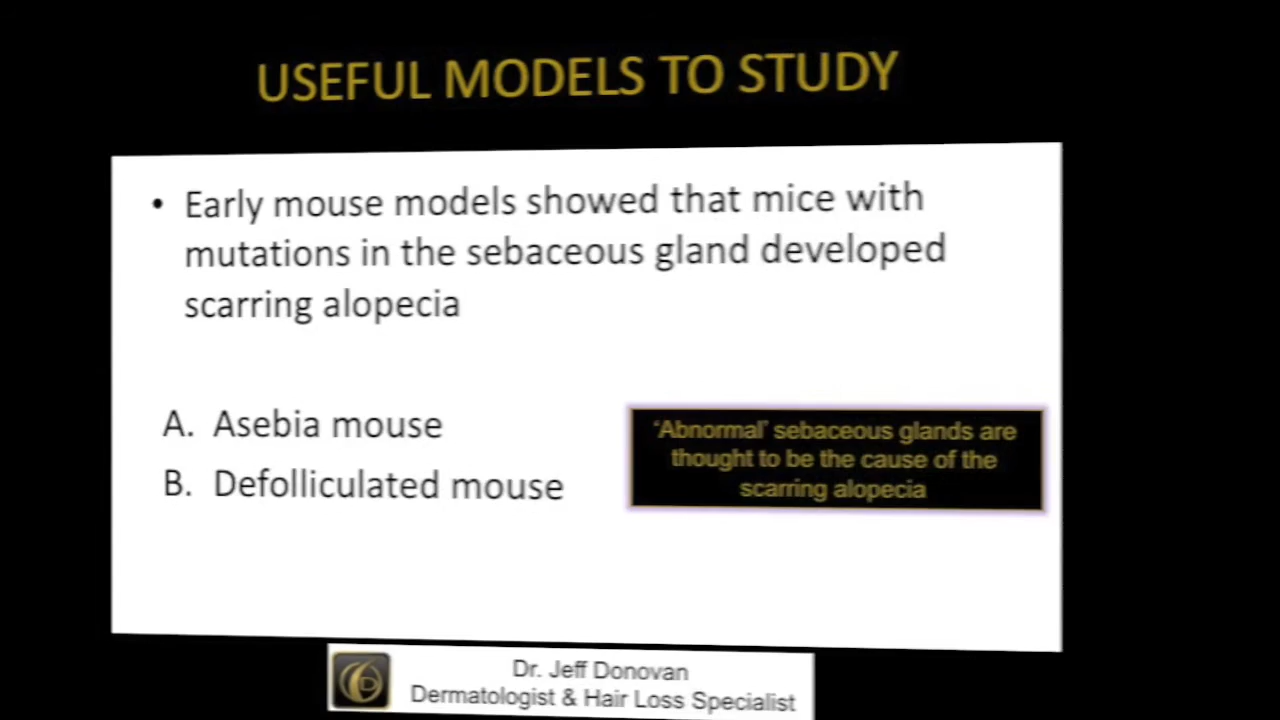 USEFUL MODELS TO STUDY
• Early mouse models showed that mice with
mutations in the sebaceous gland developed
scarring alopecia
A. Asebia mouse
B. Defolliculated mouse
'Abnormal' sebaceous glands are
thought to be the cause of the
scarring alopecia
Dr. Jeff Donovan
Dermatologist & Hair Loss Specialist